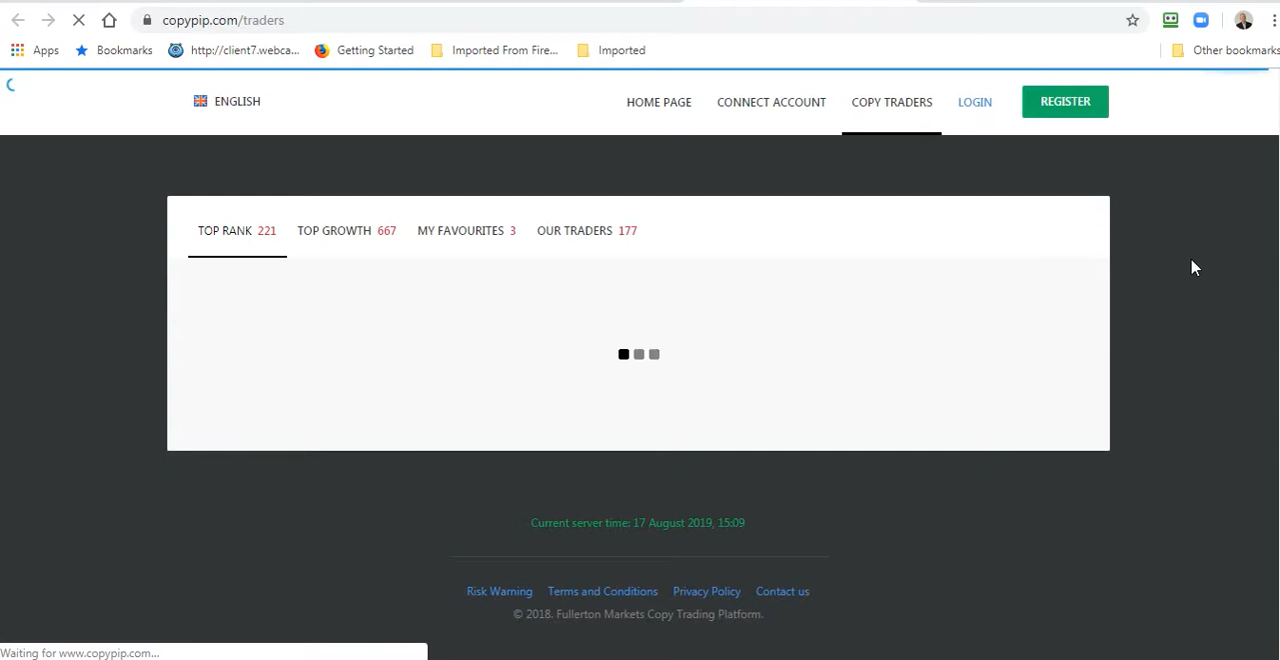 copypip.com/traders
Apps Bookmarks http://client7.webca... Getting Started Imported From Fire... Imported Other bookmarks
ENGLISH HOME PAGE CONNECT ACCOUNT COPY TRADERS LOGIN REGISTER
TOP RANK 221 TOP GROWTH 667 MY FAVOURITES 3 OUR TRADERS 177
Current server time: 17 August 2019, 15:09
Risk Warning Terms and Conditions Privacy Policy Contact us
© 2018. Fullerton Markets Copy Trading Platform.
Waiting for www.copypip.com...